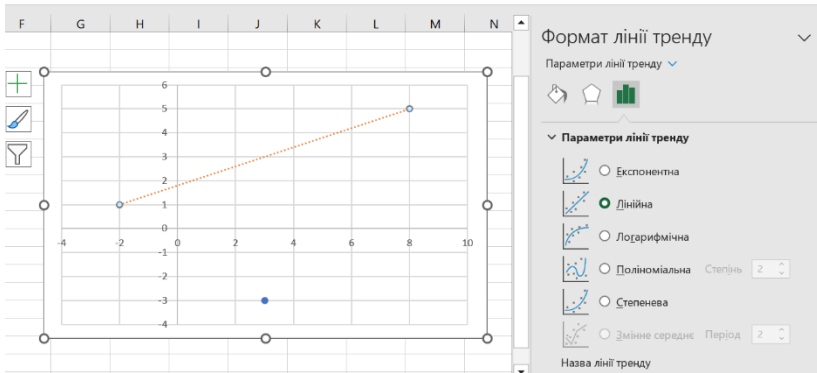 F G H I J K L M N
6
5
4
3
2
1
0
-4 -2 0 2 4 6 8 10
-1
-2
-3
-4
Формат лінії тренду
Параметри лінії тренду
Параметри лінії тренду
Експонентна
Лінійна
Логарифмічна
Поліноміальна Степінь 2
Степенева
Змінне середнє Період 2
Назва лінії тренду